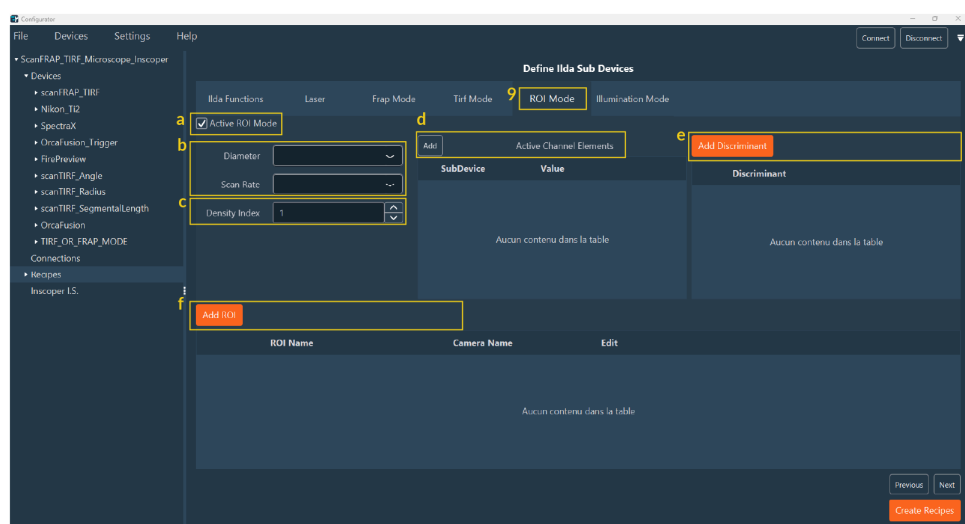 Configurator
File Devices Settings Help
Connect Disconnect
ScanFRAP_TIRF_Microscope_Inscoper
Devices
scanFRAP_TIRF
Nikon_Ti2
SpectraX
OrcaFusion_Trigger
FirePreview
scanTIRF_Angle
scanTIRF_Radius
scanTIRF_SegmentalLength
OrcaFusion
TIRF_OR_FRAP_MODE
Connections
Recipes
Inscoper I.S.
Define Ilda Sub Devices
Ilda Functions Laser Frap Mode Tirf Mode 9 ROI Mode Illumination Mode
a Active ROI Mode
b Diameter
Scan Rate
c Density Index 1
d
Add Active Channel Elements
SubDevice Value
Aucun contenu dans la table
e Add Discriminant
Discriminant
Aucun contenu dans la table
f Add ROI
ROI Name Camera Name Edit
Aucun contenu dans la table
Previous Next
Create Recipes